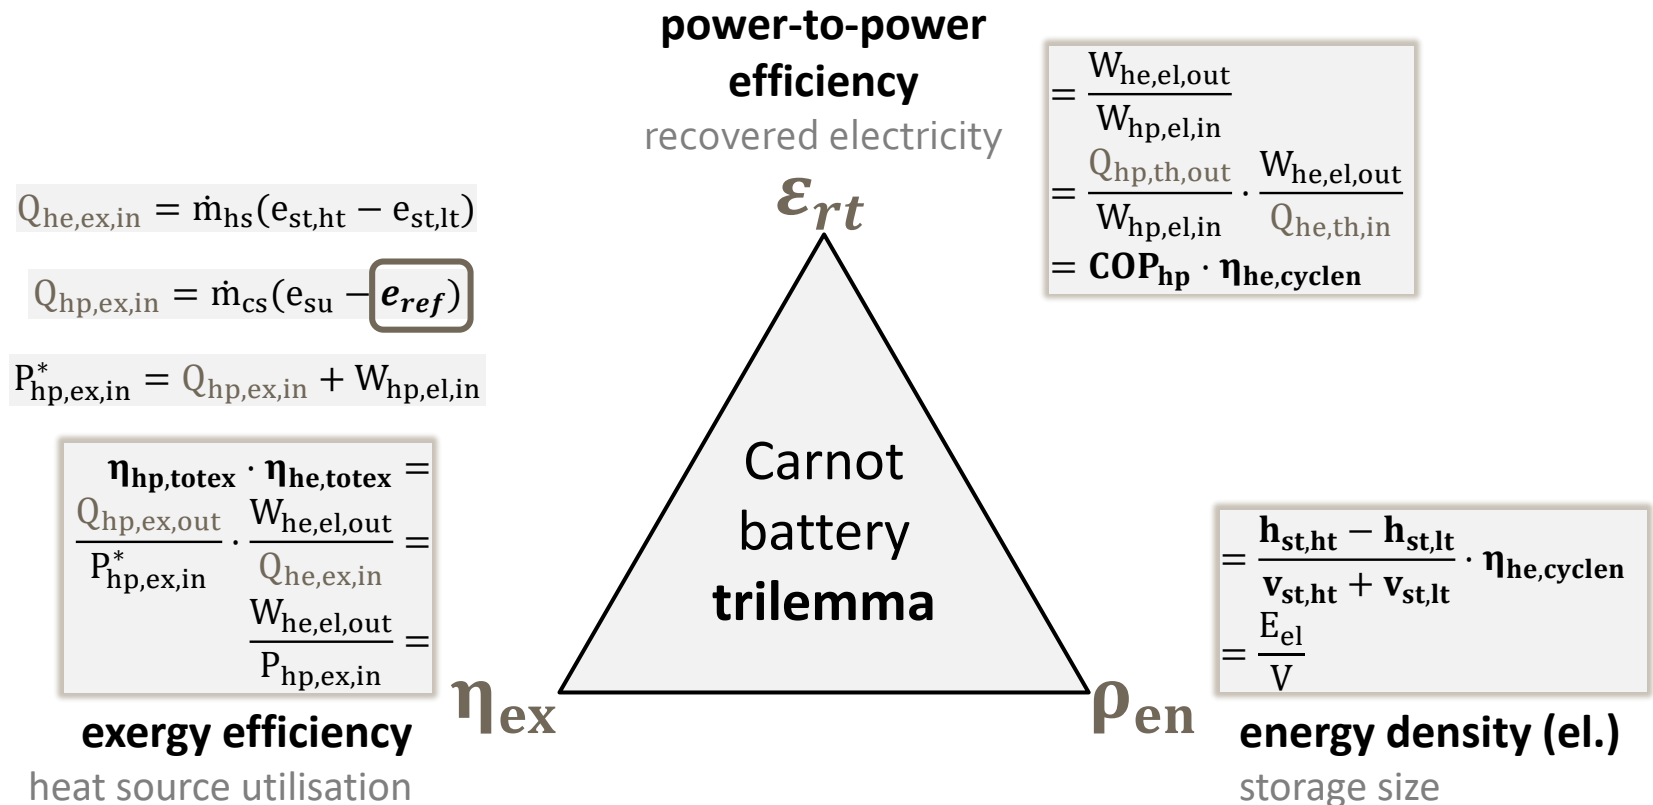 power-to-power
efficiency
recovered electricity
ε_rt
= W_he,el,out / W_hp,el,in
= Q_hp,th,out / W_hp,el,in · W_he,el,out / Q_he,th,in
= COP_hp · η_he,cyclen
Q_he,ex,in = ṁ_hs(e_st,ht − e_st,lt)
Q_hp,ex,in = ṁ_cs(e_su − e_ref)
P*_hp,ex,in = Q_hp,ex,in + W_hp,el,in
η_hp,totex · η_he,totex =
Q_hp,ex,out / P*_hp,ex,in · W_he,el,out / Q_he,ex,in =
W_he,el,out / P_hp,ex,in =
η_ex
exergy efficiency
heat source utilisation
Carnot
battery
trilemma
= h_st,ht − h_st,lt / v_st,ht + v_st,lt · η_he,cyclen
= E_el / V
ρ_en
energy density (el.)
storage size